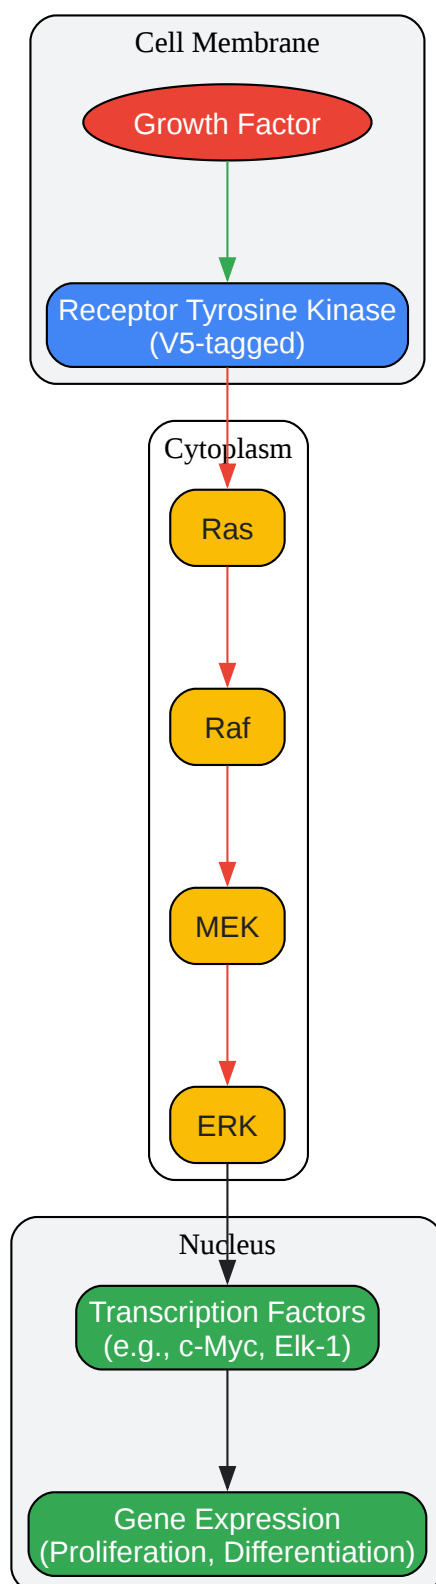 Cell Membrane
Growth Factor
Receptor Tyrosine Kinase
(V5-tagged)
Cytoplasm
Ras
Raf
MEK
ERK
Nucleus
Transcription Factors
(e.g., c-Myc, Elk-1)
Gene Expression
(Proliferation, Differentiation)